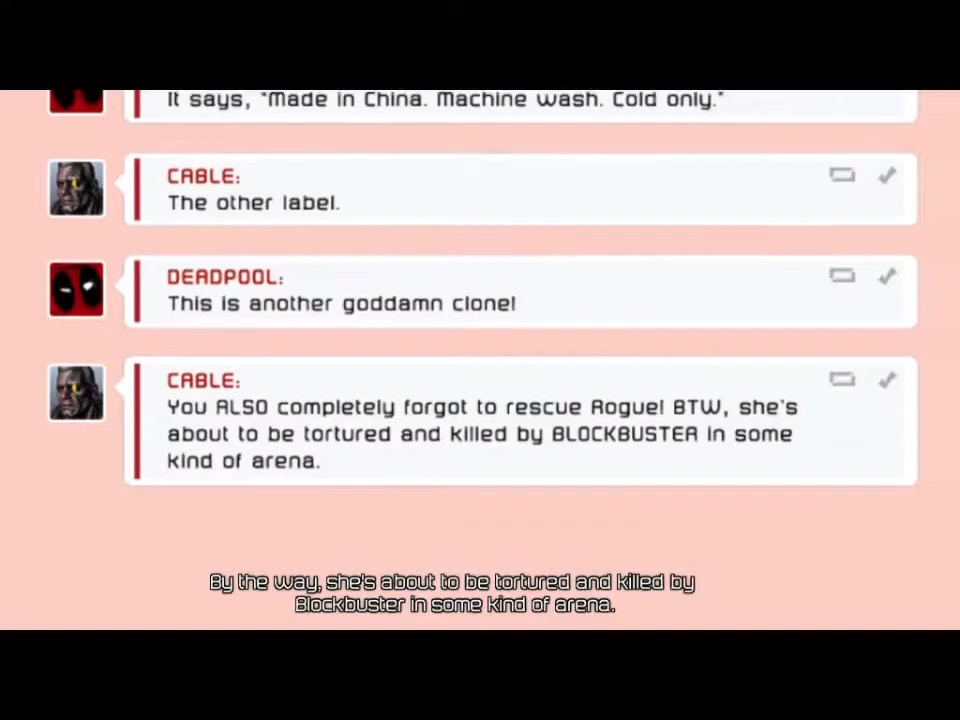 It says, "Made in China. Machine wash. Cold only."
CABLE:
The other label.
DEADPOOL:
This is another goddamn clone!
CABLE:
You ALSO completely forgot to rescue Rogue! BTW, she's
about to be tortured and killed by BLOCKBUSTER in some
kind of arena.
By the way, she's about to be tortured and killed by
Blockbuster in some kind of arena.